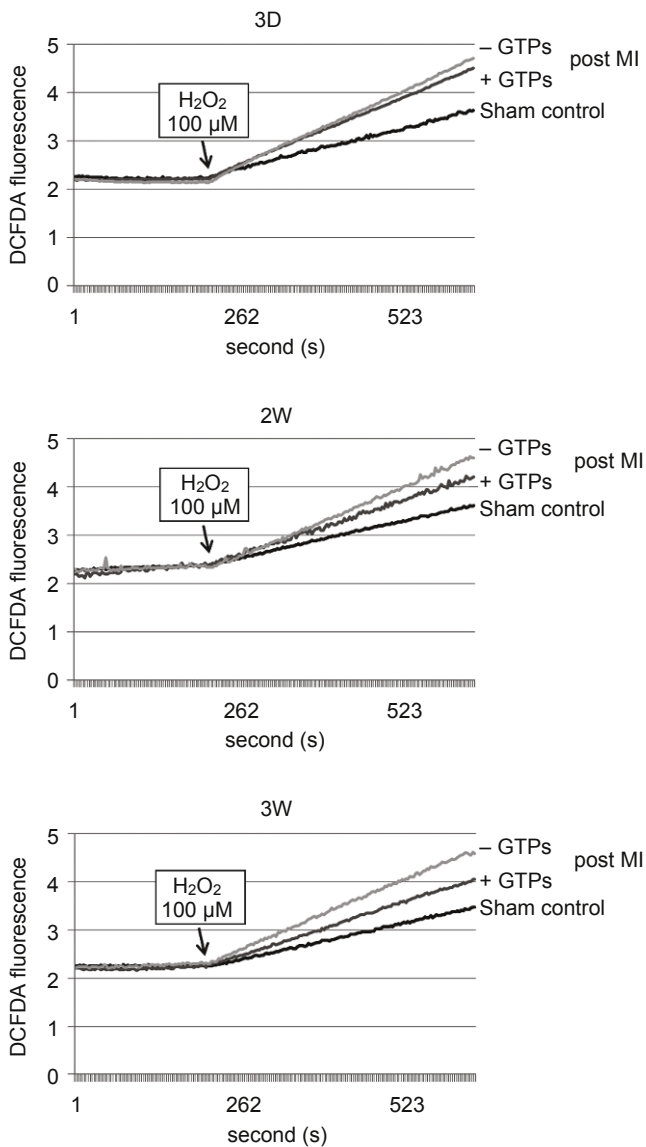 3D
DCFDA fluorescence
5
4
3
2
1
0
H₂O₂
100 µM
– GTPs
+ GTPs
post MI
Sham control
1 262 523
second (s)
2W
DCFDA fluorescence
5
4
3
2
1
0
H₂O₂
100 µM
– GTPs
+ GTPs
post MI
Sham control
1 262 523
second (s)
3W
DCFDA fluorescence
5
4
3
2
1
0
H₂O₂
100 µM
– GTPs
+ GTPs
post MI
Sham control
1 262 523
second (s)